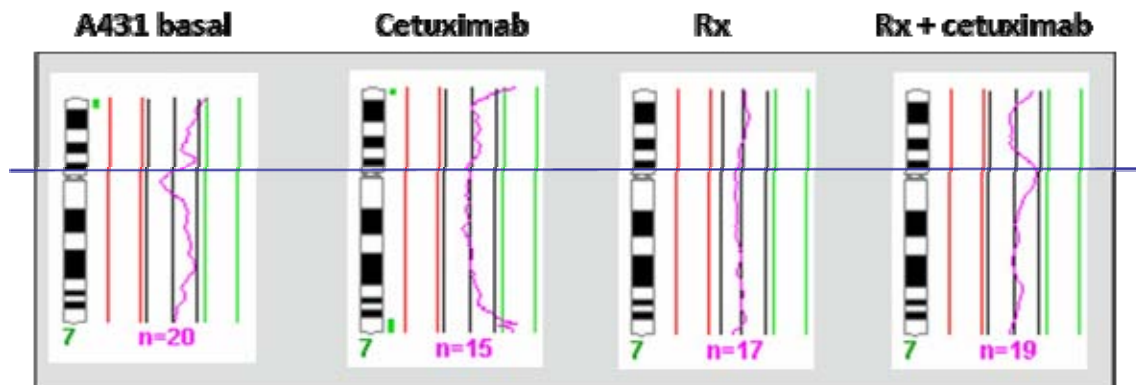 A431 basal Cetuximab Rx Rx + cetuximab
7 n=20 7 n=15 7 n=17 7 n=19